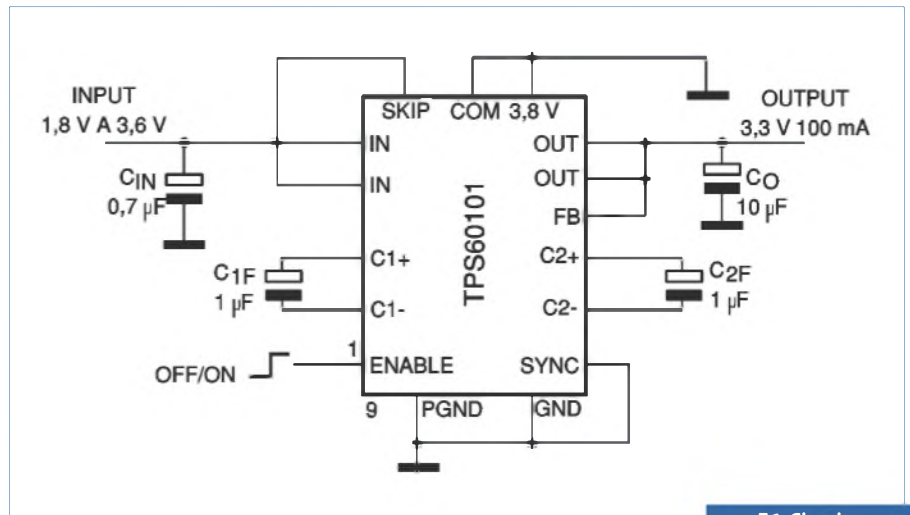 SKIP COM 3,8 V
INPUT
1,8 V A 3,6 V
OUTPUT
3,3 V 100 mA
IN
OUT
IN
OUT
CIN
0,7 µF
CO
10 µF
FB
TPS60101
C1+
C2+
C1F
1 µF
C2F
1 µF
C1-
C2-
1
OFF/ON
ENABLE
SYNC
9
PGND
GND